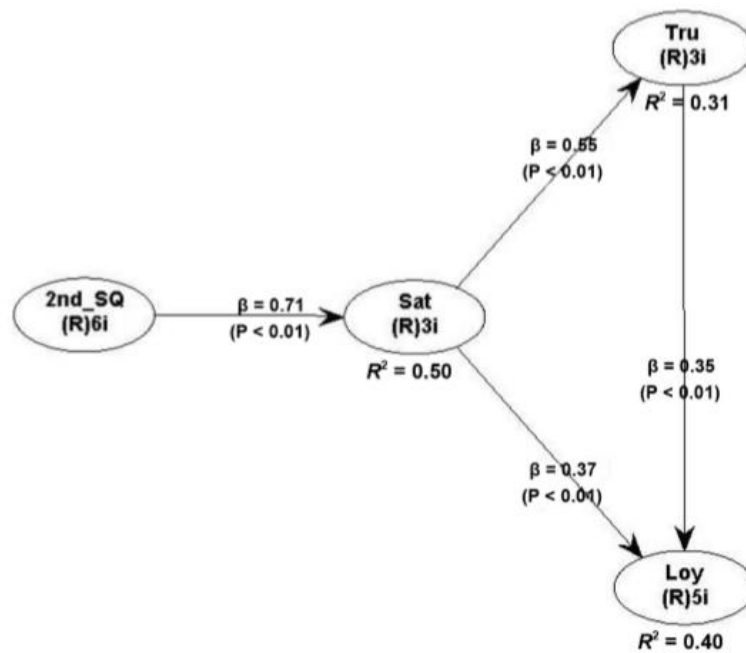 Tru
(R)3i
R² = 0.31
β = 0.55
(P < 0.01)
2nd_SQ
(R)6i
β = 0.71
(P < 0.01)
Sat
(R)3i
R² = 0.50
β = 0.35
(P < 0.01)
β = 0.37
(P < 0.01)
Loy
(R)5i
R² = 0.40